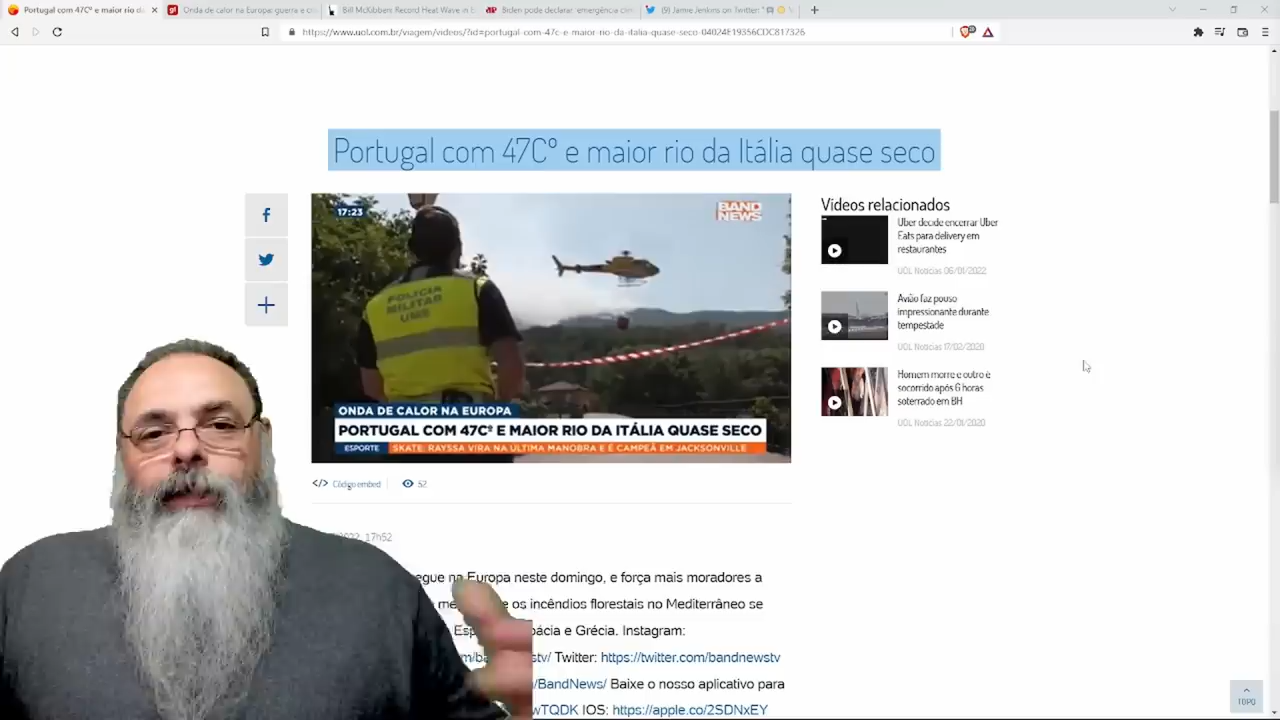 Portugal com 47Cº e maior rio da
Onda de calor na Europa: guerra e
Bill McKibben: Record Heat Wave in
Biden pode declarar 'emergência
(9) Jamie Jenkins on Twitter: "
https://www.uol.com.br/viagem/videos/?id=portugal-com-47c-e-maior-rio-da-italia-quase-seco-04024E19356CDC817326
Portugal com 47Cº e maior rio da Itália quase seco
17:23
BAND
NEWS
POLÍCIA
MILITAR
UME
ONDA DE CALOR NA EUROPA
PORTUGAL COM 47Cº E MAIOR RIO DA ITÁLIA QUASE SECO
ESPORTE
SKATE: RAYSSA VIRA NA ÚLTIMA MANOBRA E É CAMPEÃ EM JACKSONVILLE
Vídeos relacionados
Uber decide encerrar Uber
Eats para delivery em
restaurantes
UOL Notícias 06/01/2022
Avião faz pouso
impressionante durante
tempestade
UOL Notícias 17/02/2020
Homem morre e outro é
socorrido após 6 horas
soterrado em BH
UOL Notícias 22/01/2020
</> Código embed
52
17h52
na Europa neste domingo, e força mais moradores a
e os incêndios florestais no Mediterrâneo se
e Grécia. Instagram:
Twitter: https://twitter.com/bandnewstv
/BandNews/ Baixe o nosso aplicativo para
IOS: https://apple.co/2SDNxEY
TOPO